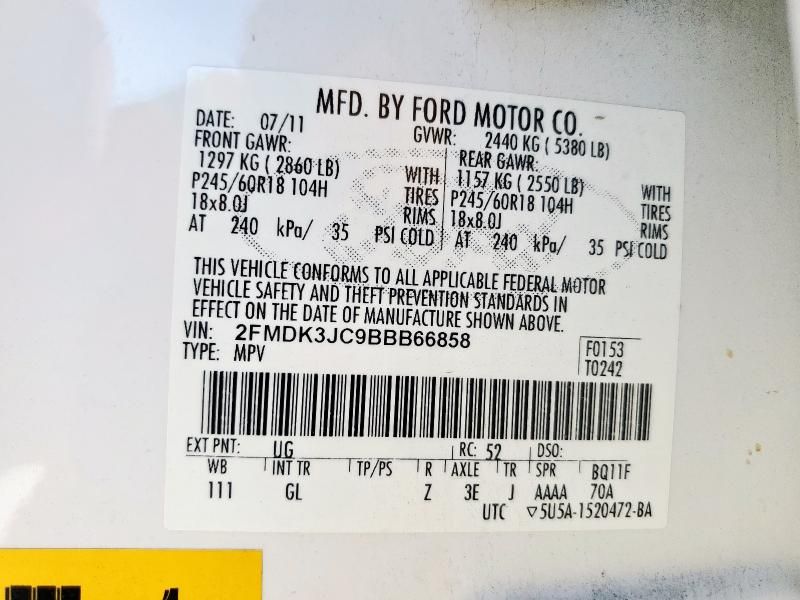 MFD. BY FORD MOTOR CO.
DATE: 07/11 GVWR: 2440 KG ( 5380 LB)
FRONT GAWR: REAR GAWR:
1297 KG ( 2860 LB) WITH 1157 KG ( 2550 LB) WITH
P245/60R18 104H TIRES P245/60R18 104H TIRES
18x8.0J RIMS 18x8.0J RIMS
AT 240 kPa/ 35 PSI COLD AT 240 kPa/ 35 PSI COLD
THIS VEHICLE CONFORMS TO ALL APPLICABLE FEDERAL MOTOR
VEHICLE SAFETY AND THEFT PREVENTION STANDARDS IN
EFFECT ON THE DATE OF MANUFACTURE SHOWN ABOVE.
VIN: 2FMDK3JC9BBB66858
TYPE: MPV F0153
T0242
EXT PNT: UG RC: 52 DSO:
WB INT TR TP/PS R AXLE TR SPR BQ11F
111 GL Z 3E J AAAA 70A
UTC ▽5U5A-1520472-BA